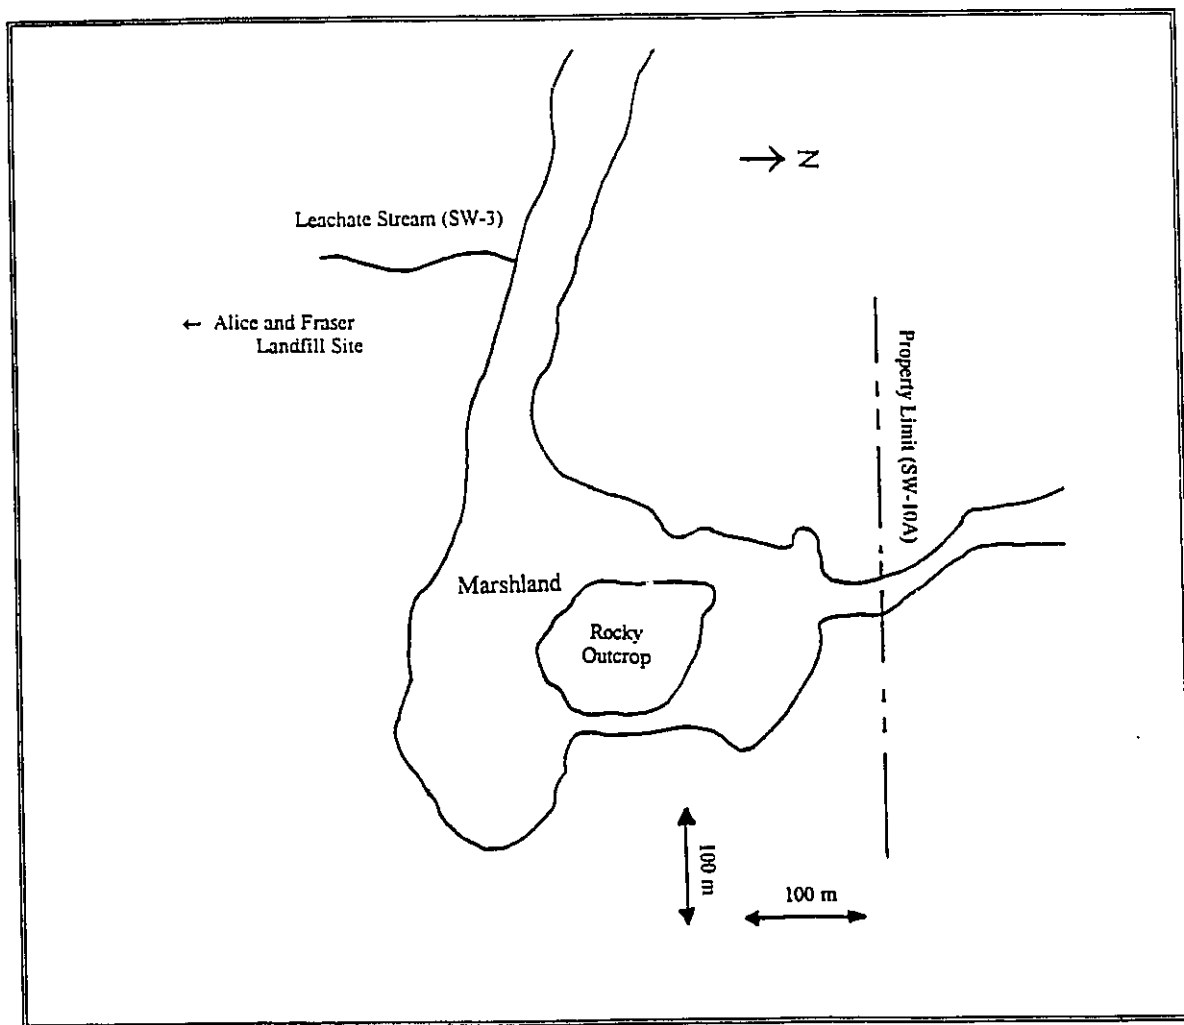 N
Leachate Stream (SW-3)
← Alice and Fraser
Landfill Site
Property Limit (SW-10A)
Marshland
Rocky
Outcrop
100 m
100 m